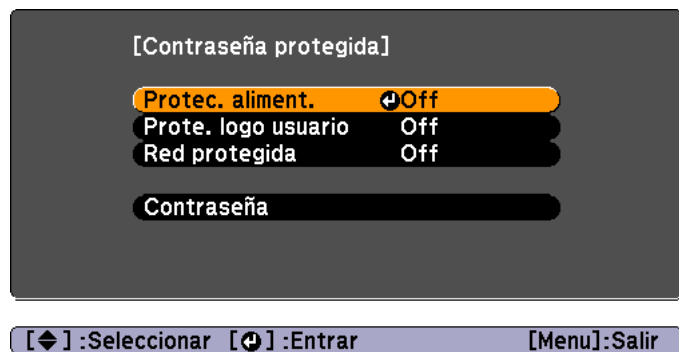 [Contraseña protegida]
Protec. aliment. Off
Prote. logo usuario Off
Red protegida Off
Contraseña
[ ] :Seleccionar [ ] :Entrar [Menu]:Salir